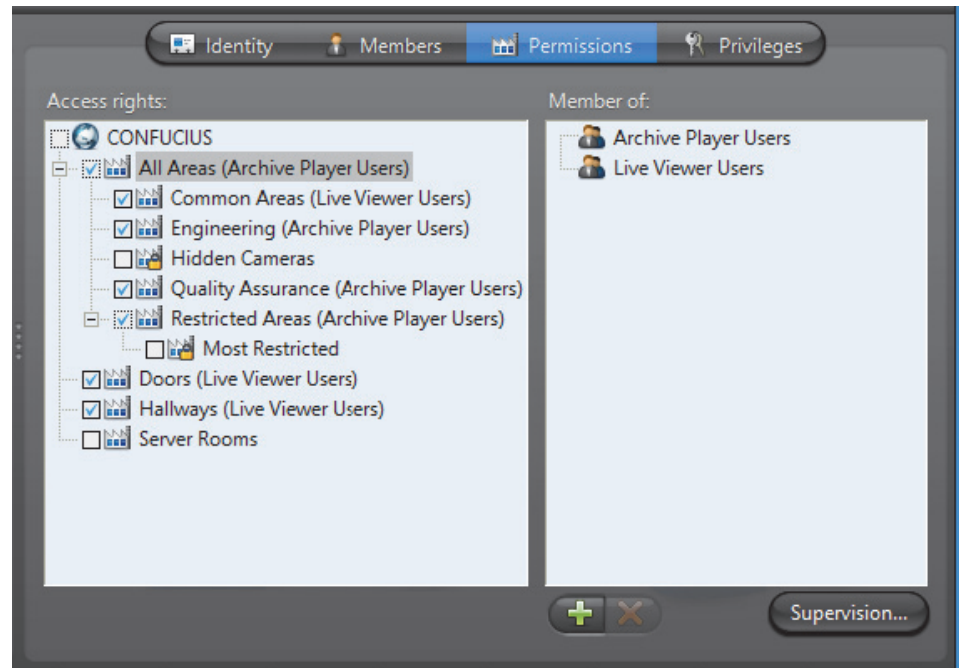 Identity Members Permissions Privileges
Access rights:
CONFUCIUS
All Areas (Archive Player Users)
Common Areas (Live Viewer Users)
Engineering (Archive Player Users)
Hidden Cameras
Quality Assurance (Archive Player Users)
Restricted Areas (Archive Player Users)
Most Restricted
Doors (Live Viewer Users)
Hallways (Live Viewer Users)
Server Rooms
Member of:
Archive Player Users
Live Viewer Users
Supervision...